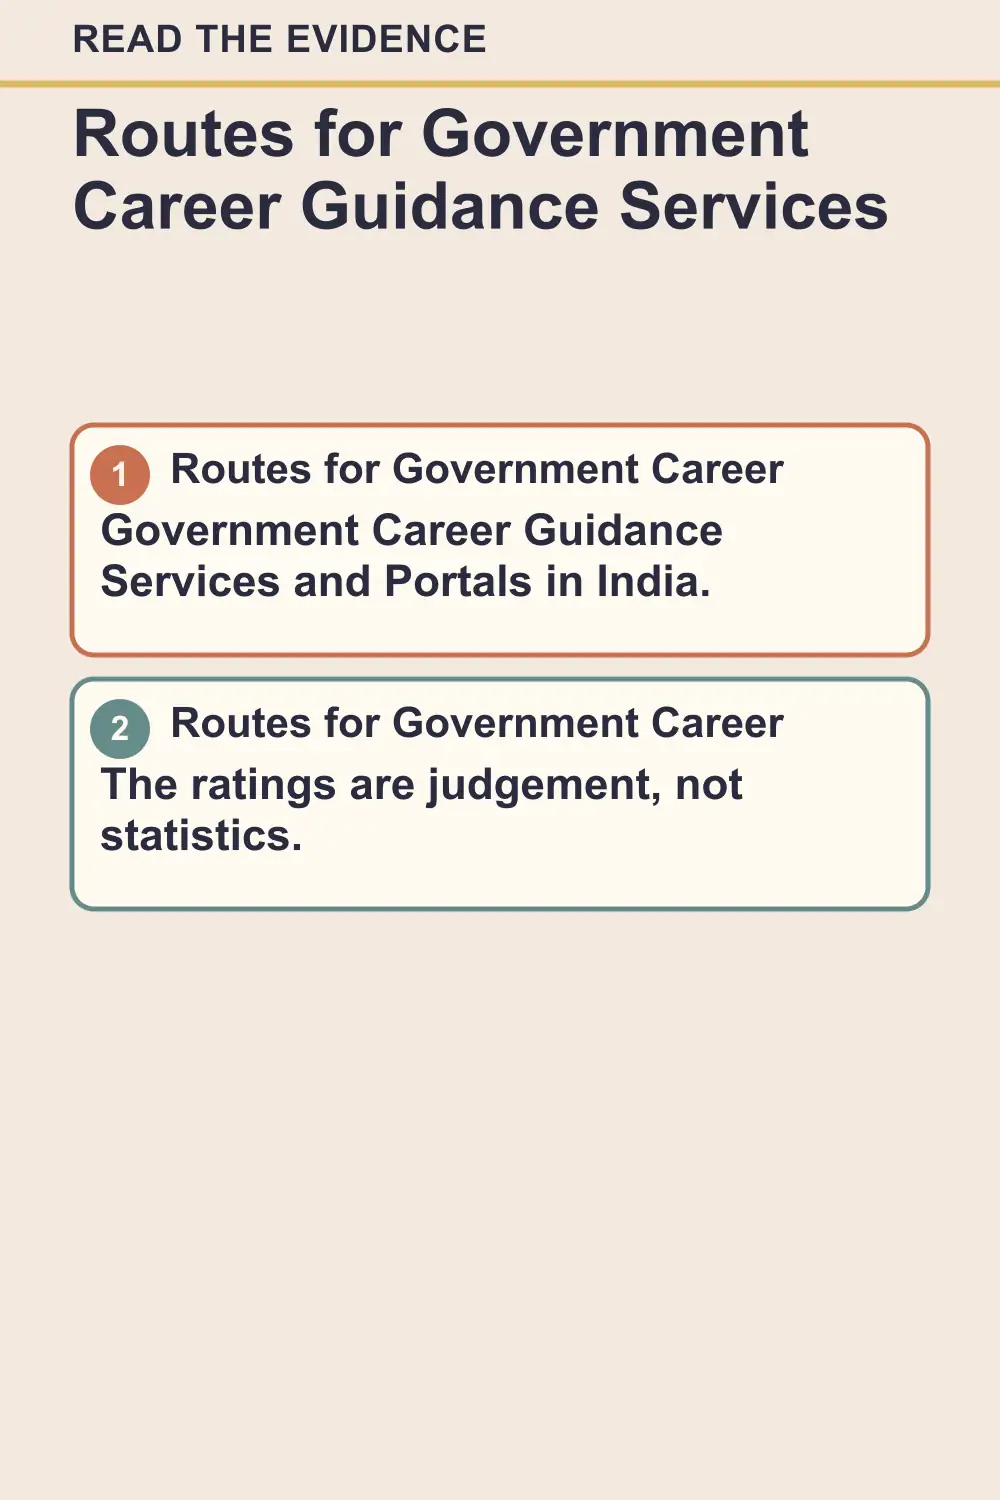 READ THE EVIDENCE
Routes for Government
Career Guidance Services
1 Routes for Government Career
Government Career Guidance
Services and Portals in India.
2 Routes for Government Career
The ratings are judgement, not
statistics.